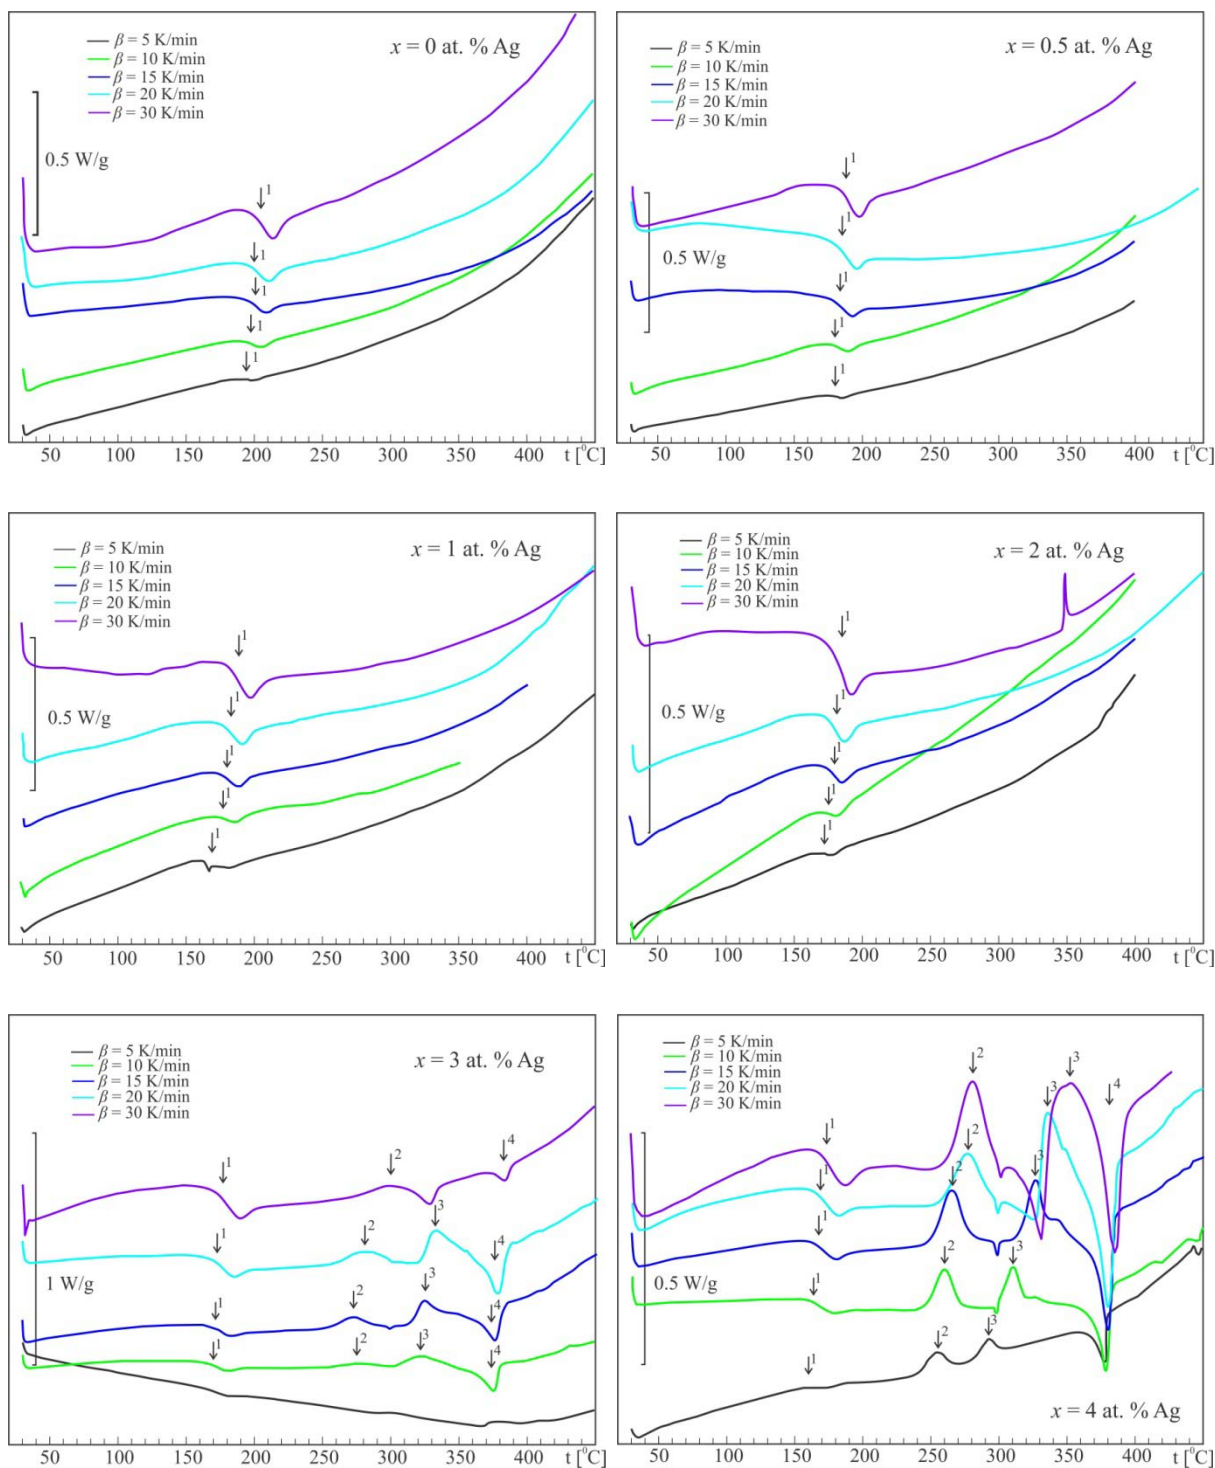 x = 0 at. % Ag
β = 5 K/min
β = 10 K/min
β = 15 K/min
β = 20 K/min
β = 30 K/min
0.5 W/g
1
1
1
1
1
50 100 150 200 250 300 350 400 t [°C]
x = 0.5 at. % Ag
β = 5 K/min
β = 10 K/min
β = 15 K/min
β = 20 K/min
β = 30 K/min
0.5 W/g
1
1
1
1
1
50 100 150 200 250 300 350 400 t [°C]
x = 1 at. % Ag
β = 5 K/min
β = 10 K/min
β = 15 K/min
β = 20 K/min
β = 30 K/min
0.5 W/g
1
1
1
1
1
50 100 150 200 250 300 350 400 t [°C]
x = 2 at. % Ag
β = 5 K/min
β = 10 K/min
β = 15 K/min
β = 20 K/min
β = 30 K/min
0.5 W/g
1
1
1
1
1
50 100 150 200 250 300 350 400 t [°C]
x = 3 at. % Ag
β = 5 K/min
β = 10 K/min
β = 15 K/min
β = 20 K/min
β = 30 K/min
1 W/g
1 2 4
1 2 3 4
1 2 3 4
1 2 3 4
50 100 150 200 250 300 350 400 t [°C]
β = 5 K/min
β = 10 K/min
β = 15 K/min
β = 20 K/min
β = 30 K/min
0.5 W/g
1 2 3 4
1 2 3
1 2 3
1 2 3
1 2 3
x = 4 at. % Ag
50 100 150 200 250 300 350 400 t [°C]